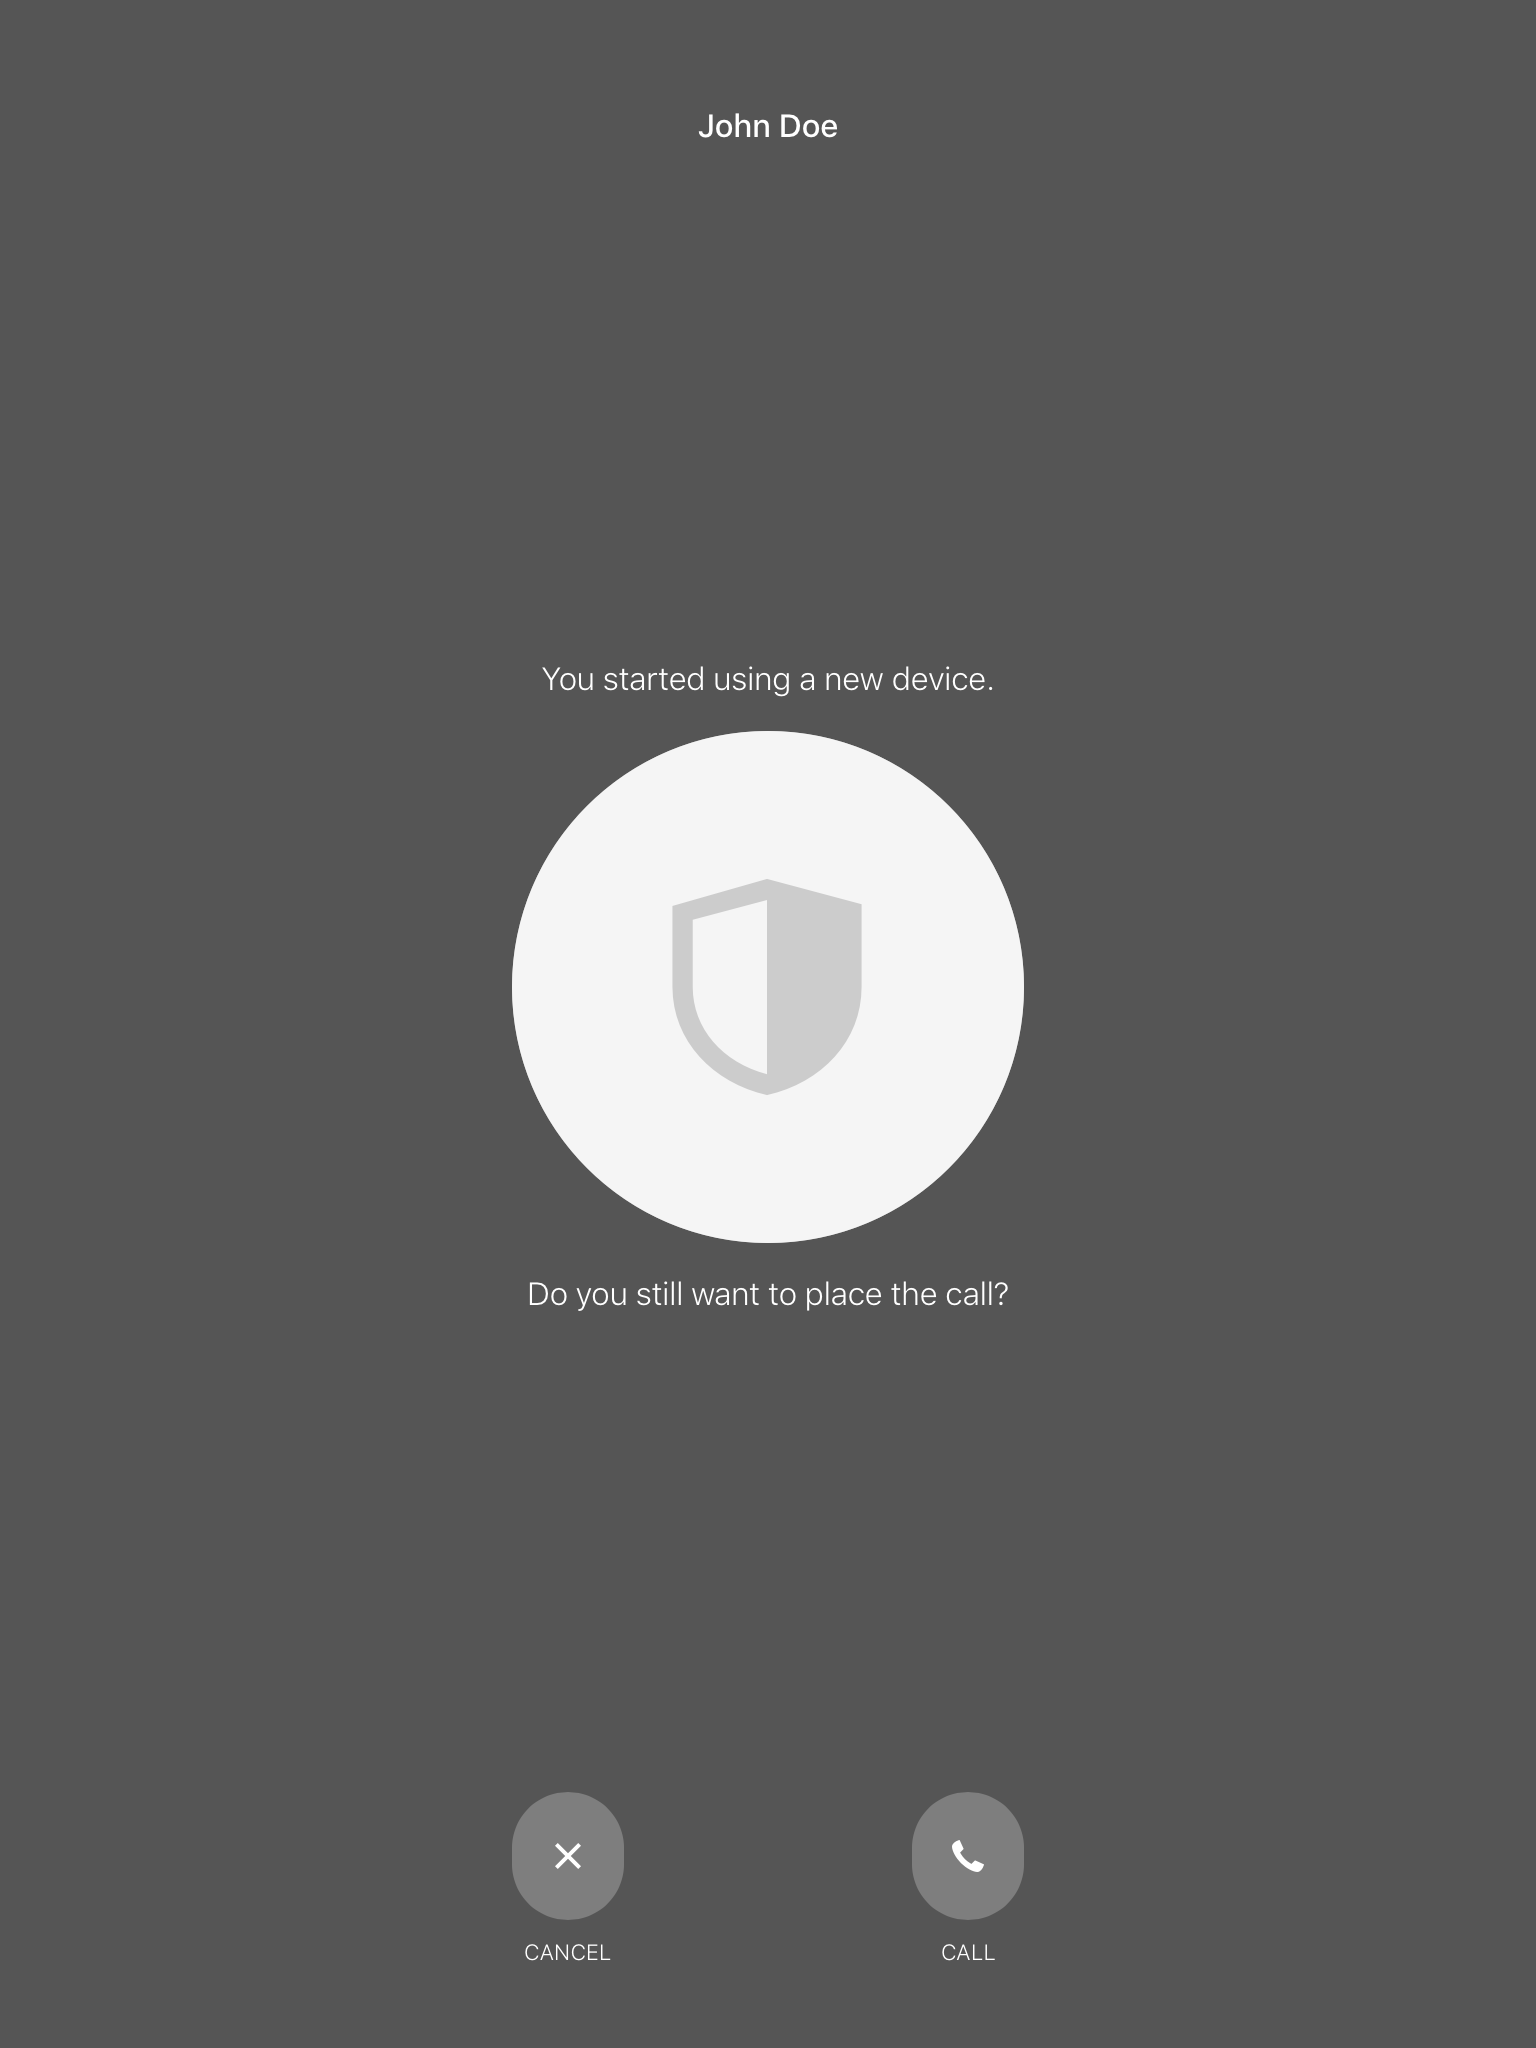 John Doe
You started using a new device.
Do you still want to place the call?
CANCEL
CALL